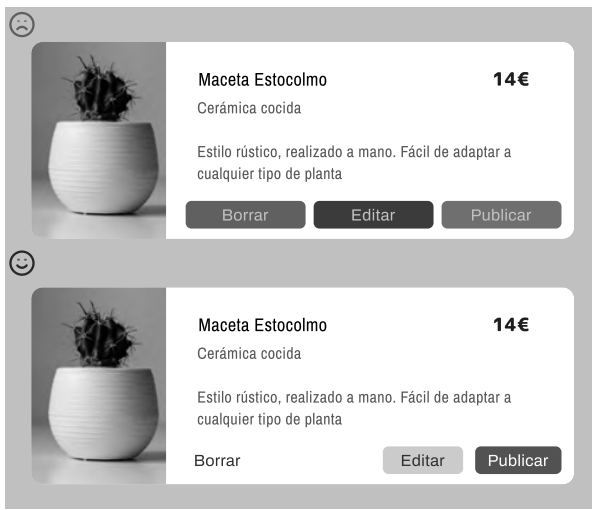 Maceta Estocolmo 14€
Cerámica cocida
Estilo rústico, realizado a mano. Fácil de adaptar a
cualquier tipo de planta
Borrar Editar Publicar
Maceta Estocolmo 14€
Cerámica cocida
Estilo rústico, realizado a mano. Fácil de adaptar a
cualquier tipo de planta
Borrar Editar Publicar